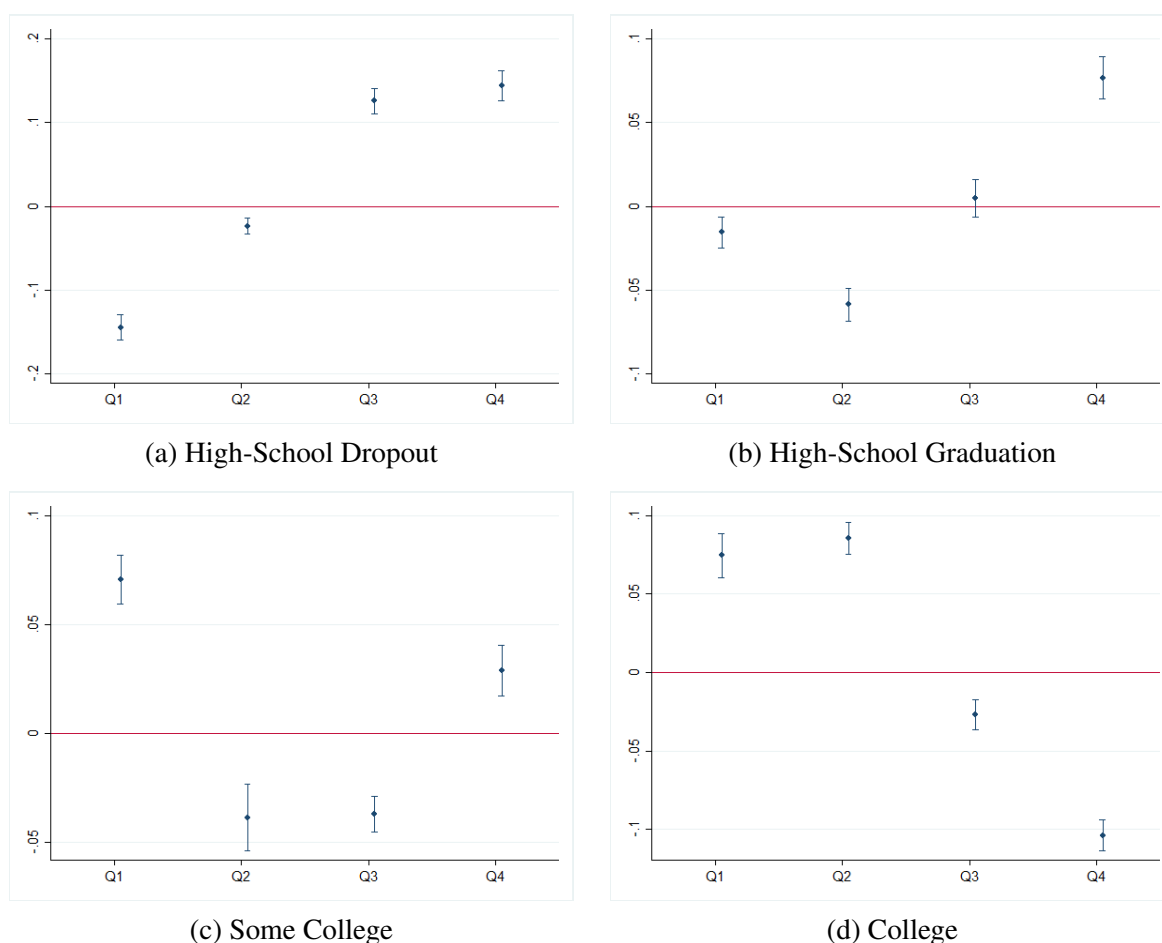 .2
.1
0
-.1
-.2
Q1 Q2 Q3 Q4
(a) High-School Dropout
.1
.05
0
-.05
-.1
Q1 Q2 Q3 Q4
(b) High-School Graduation
.1
.05
0
-.05
Q1 Q2 Q3 Q4
(c) Some College
.1
.05
0
-.05
-.1
Q1 Q2 Q3 Q4
(d) College